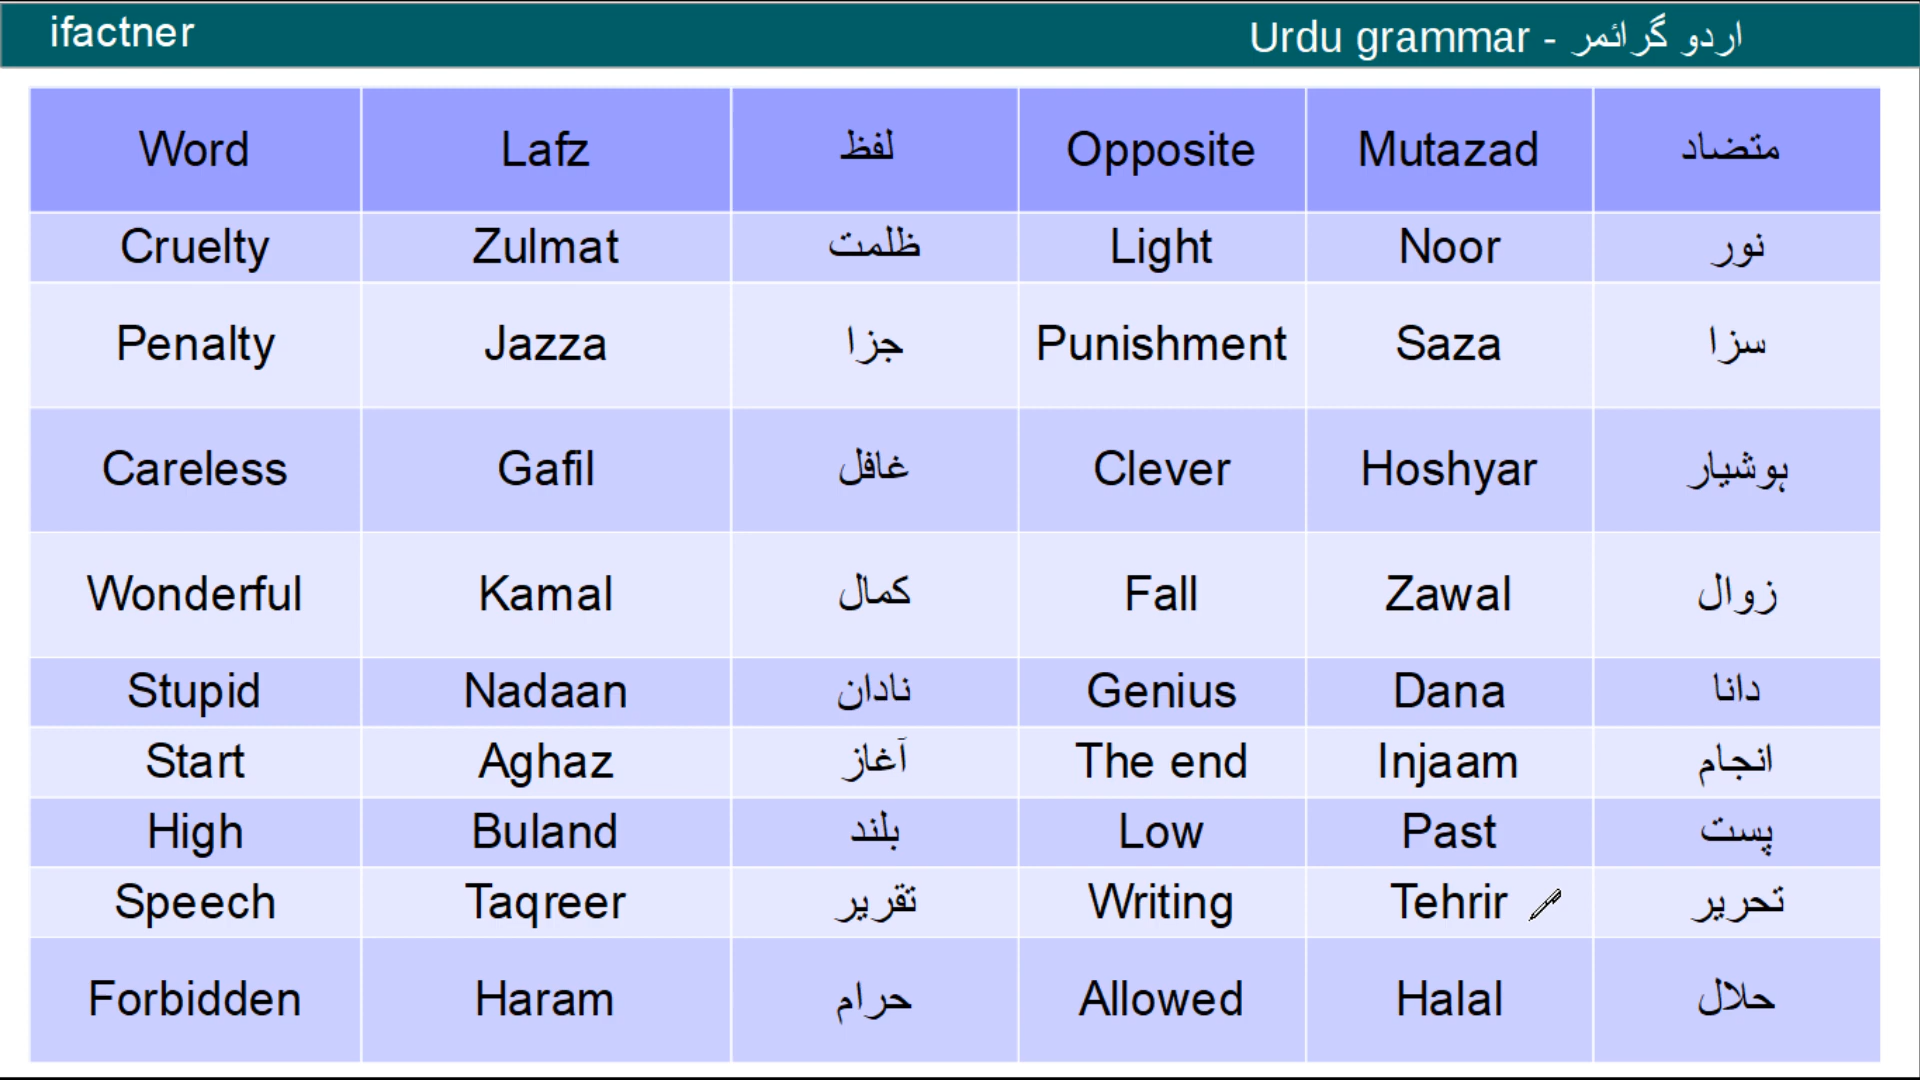 ifactner
Urdu grammar - اردو گرائمر
Word Lafz لفظ Opposite Mutazad متضاد
Cruelty Zulmat ظلمت Light Noor نور
Penalty Jazza جزا Punishment Saza سزا
Careless Gafil غافل Clever Hoshyar ہوشیار
Wonderful Kamal کمال Fall Zawal زوال
Stupid Nadaan نادان Genius Dana دانا
Start Aghaz آغاز The end Injaam انجام
High Buland بلند Low Past پست
Speech Taqreer تقریر Writing Tehrir تحریر
Forbidden Haram حرام Allowed Halal حلال